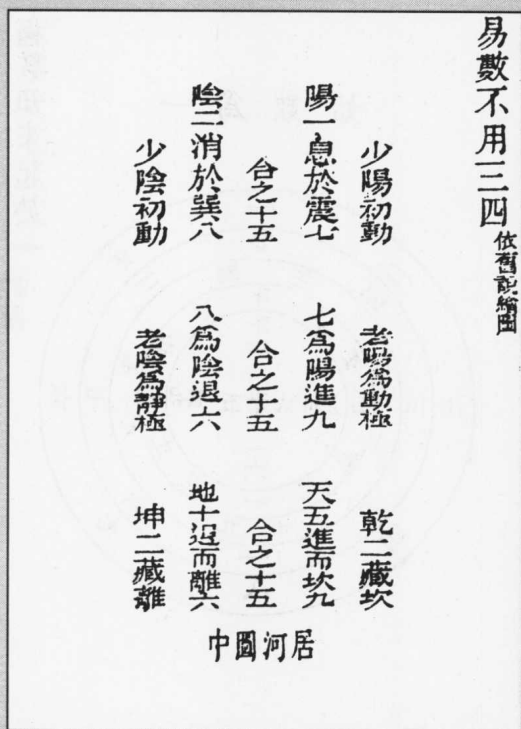 易數不用三四
依舊說繪圖
少陽初動
陽一息於震七
合之十五
陰二消於巽八
少陰初動
老陽為動極
七為陽進九
合之十五
八為陰退六
老陰為靜極
乾二藏坎
天五進而坎九
合之十五
地十退而離六
坤二藏離
中圖河居